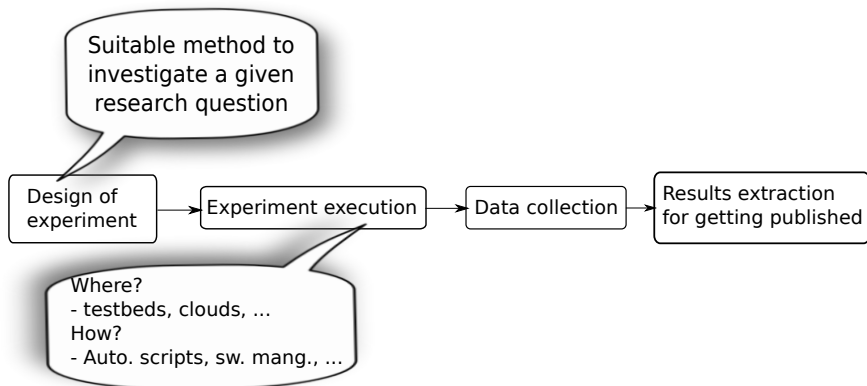 Suitable method to
investigate a given
research question
Design of
experiment
Experiment execution
Data collection
Results extraction
for getting published
Where?
- testbeds, clouds, ...
How?
- Auto. scripts, sw. mang., ...